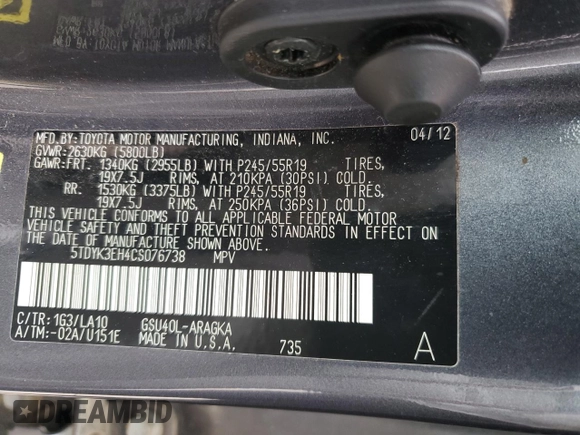 MFD.BY:TOYOTA MOTOR MANUFACTURING, INDIANA, INC. 04/12
GVWR:2630KG (5800LB)
GAWR:FRT. 1340KG (2955LB) WITH P245/55R19 TIRES,
19X7.5J RIMS, AT 210KPA (30PSI) COLD.
RR. 1530KG (3375LB) WITH P245/55R19 TIRES,
19X7.5J RIMS, AT 250KPA (36PSI) COLD.
THIS VEHICLE CONFORMS TO ALL APPLICABLE FEDERAL MOTOR
VEHICLE SAFETY AND THEFT PREVENTION STANDARDS IN EFFECT ON
THE DATE OF MANUFACTURE SHOWN ABOVE.
5TDYK3EH4CS076738 MPV
C/TR:1G3/LA10 GSU40L-ARAGKA
A/TM:-02A/U151E MADE IN U.S.A. 735 A
DREAMBID